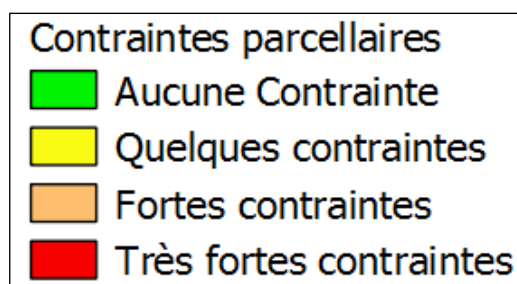 Contraintes parcellaires
Aucune Contrainte
Quelques contraintes
Fortes contraintes
Très fortes contraintes